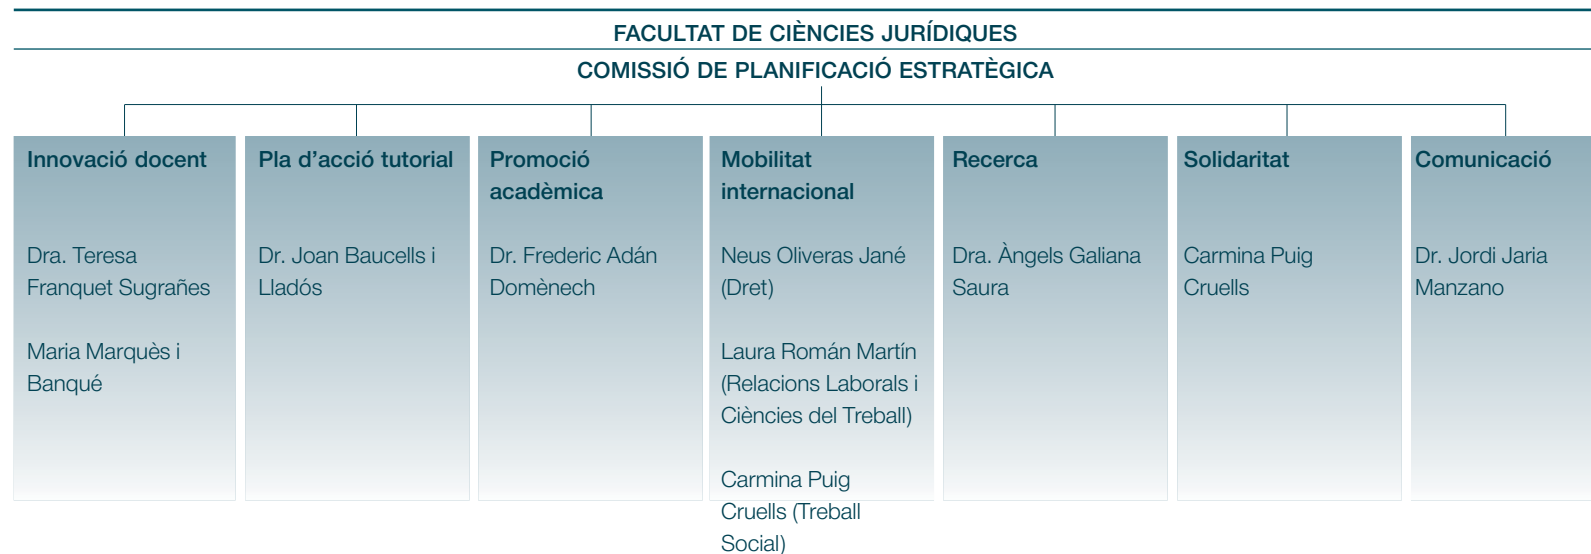 FACULTAT DE CIÈNCIES JURÍDIQUES
COMISSIÓ DE PLANIFICACIÓ ESTRATÈGICA
Innovació docent
Dra. Teresa
Franquet Sugrañes
Maria Marquès i
Banqué
Pla d’acció tutorial
Dr. Joan Baucells i
Lladós
Promoció
acadèmica
Dr. Frederic Adán
Domènech
Mobilitat
internacional
Neus Oliveras Jané
(Dret)
Laura Román Martín
(Relacions Laborals i
Ciències del Treball)
Carmina Puig
Cruells (Treball
Social)
Recerca
Dra. Àngels Galiana
Saura
Solidaritat
Carmina Puig
Cruells
Comunicació
Dr. Jordi Jaria
Manzano